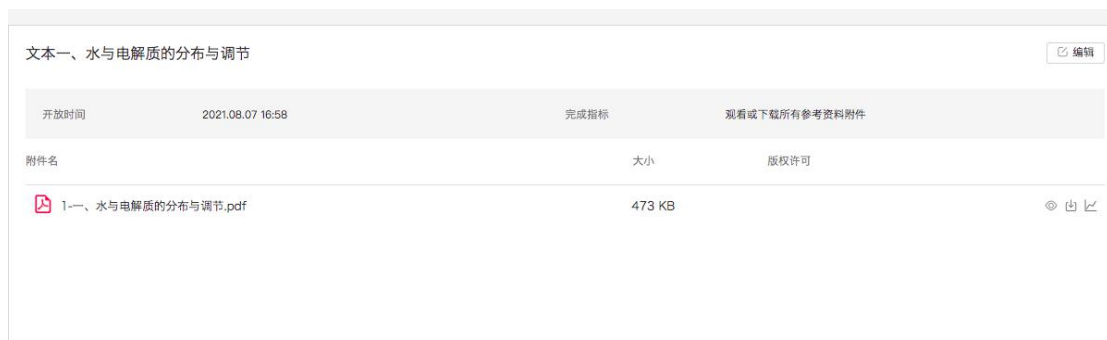 文本一、水与电解质的分布与调节
编辑
开放时间 2021.08.07 16:58 完成指标 观看或下载所有参考资料附件
附件名 大小 版权许可
1-一、水与电解质的分布与调节.pdf 473 KB